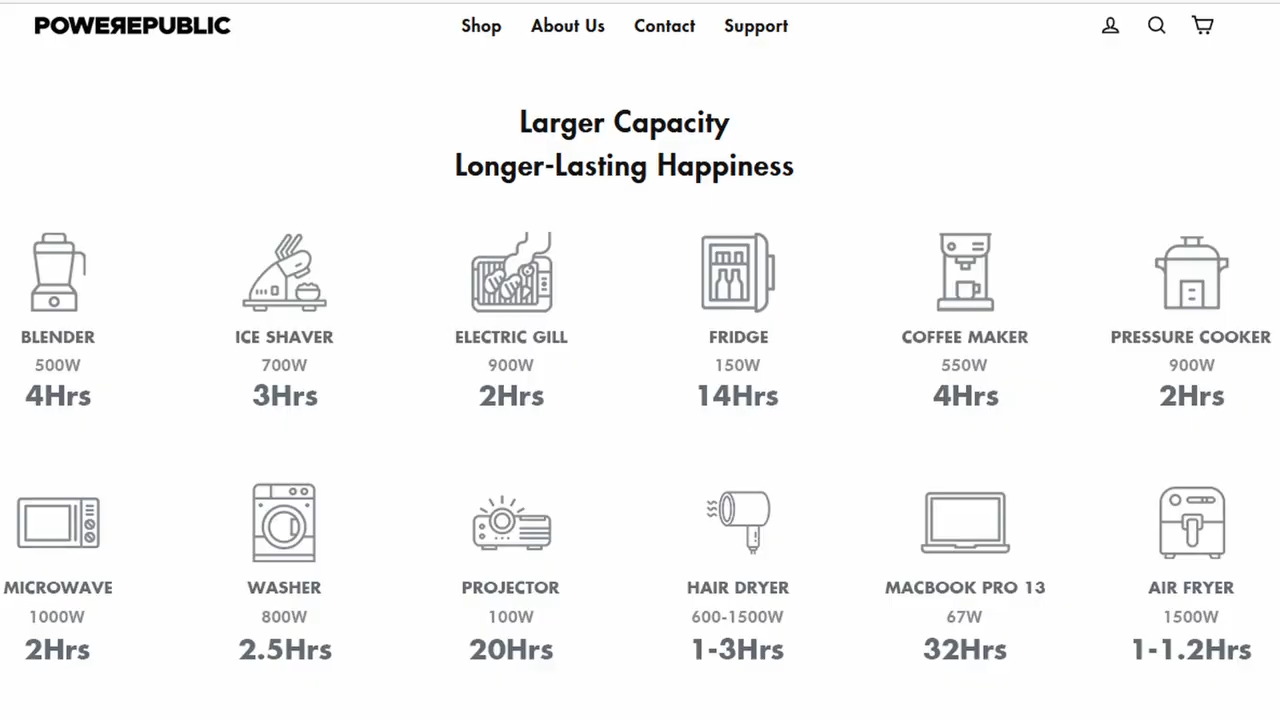 POWEЯEPUBLIC
Shop About Us Contact Support
Larger Capacity
Longer-Lasting Happiness
BLENDER ICE SHAVER ELECTRIC GILL FRIDGE COFFEE MAKER PRESSURE COOKER
500W 700W 900W 150W 550W 900W
4Hrs 3Hrs 2Hrs 14Hrs 4Hrs 2Hrs
MICROWAVE WASHER PROJECTOR HAIR DRYER MACBOOK PRO 13 AIR FRYER
1000W 800W 100W 600-1500W 67W 1500W
2Hrs 2.5Hrs 20Hrs 1-3Hrs 32Hrs 1-1.2Hrs